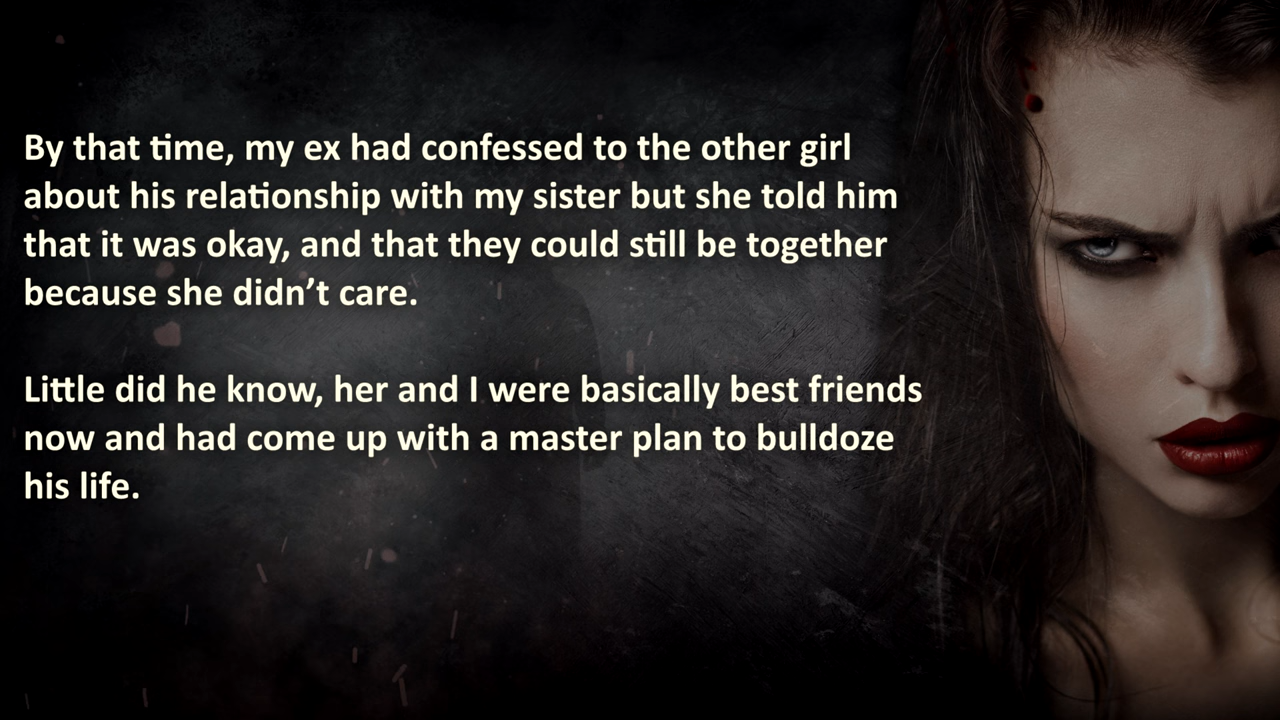 By that time, my ex had confessed to the other girl
about his relationship with my sister but she told him
that it was okay, and that they could still be together
because she didn’t care.
Little did he know, her and I were basically best friends
now and had come up with a master plan to bulldoze
his life.